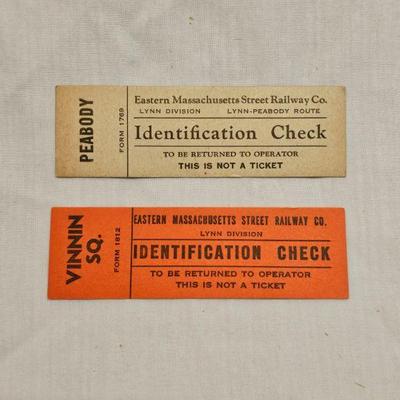 PEABODY
FORM 1769
Eastern Massachusetts Street Railway Co.
LYNN DIVISION LYNN-PEABODY ROUTE
Identification Check
TO BE RETURNED TO OPERATOR
THIS IS NOT A TICKET
VINNIN
SQ.
FORM 1812
EASTERN MASSACHUSETTS STREET RAILWAY CO.
LYNN DIVISION
IDENTIFICATION CHECK
TO BE RETURNED TO OPERATOR
THIS IS NOT A TICKET